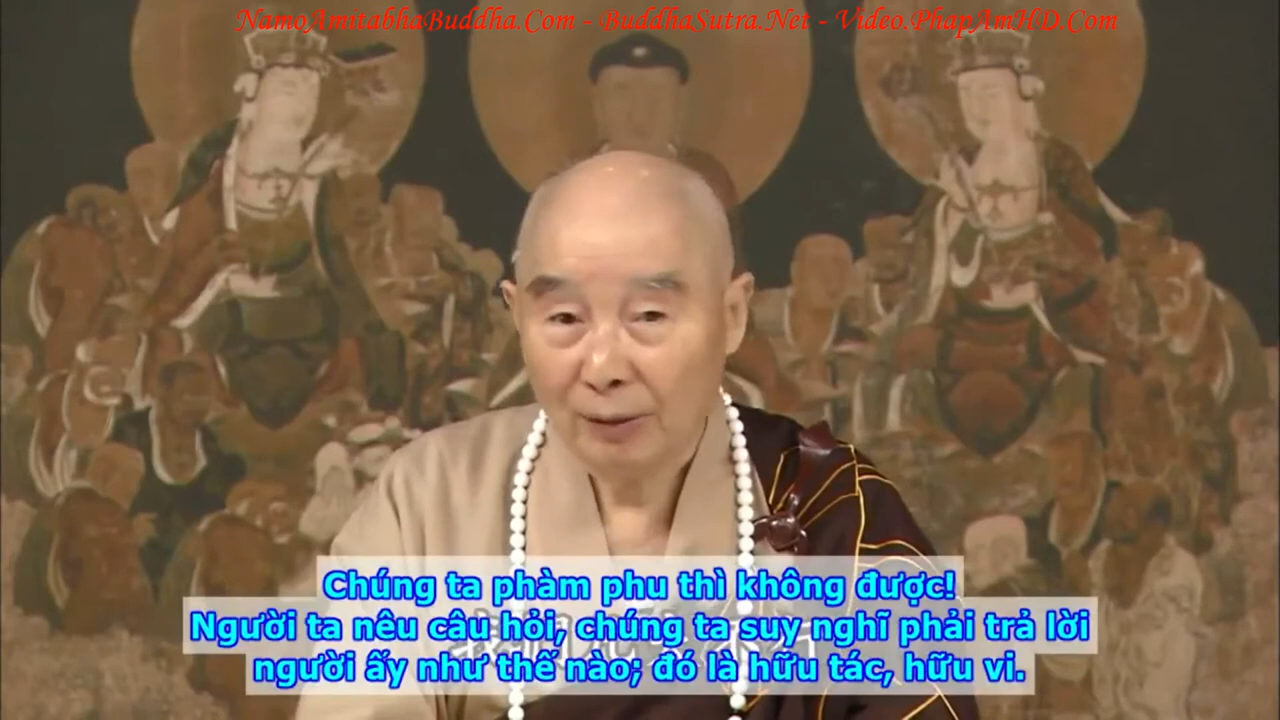 NamoAmitabhaBuddha.Com - BuddhaSutra.Net - Video.PhapAmHD.Com
Chúng ta phàm phu thì không được!
Người ta nêu câu hỏi, chúng ta suy nghĩ phải trả lời
người ấy như thế nào; đó là hữu tác, hữu vi.